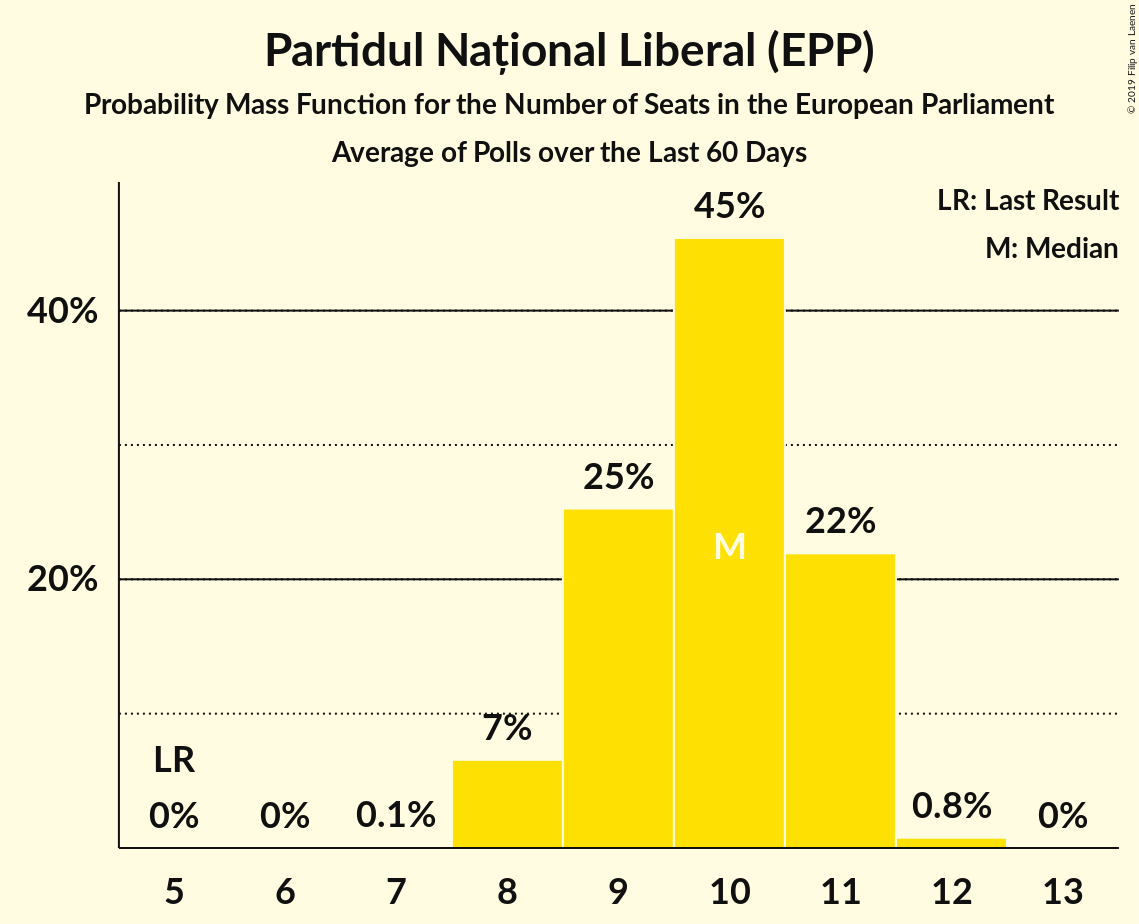 Partidul Național Liberal (EPP)
Probability Mass Function for the Number of Seats in the European Parliament
Average of Polls over the Last 60 Days
© 2019 Filip van Laenen
LR: Last Result
M: Median
45%
40%
25%
22%
M
20%
7%
LR
0%
0%
0.1%
0.8%
0%
5 6 7 8 9 10 11 12 13